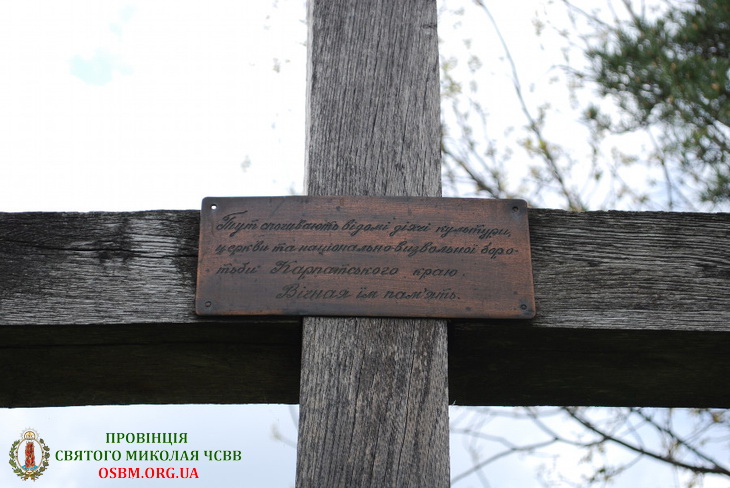 Тут спочивають відомі діячі культури,
церкви та національно-визвольної боро-
тьби Карпатського краю.
Вічная їм пам'ять.
ПРОВІНЦІЯ
СВЯТОГО МИКОЛАЯ ЧСВВ
OSBM.ORG.UA